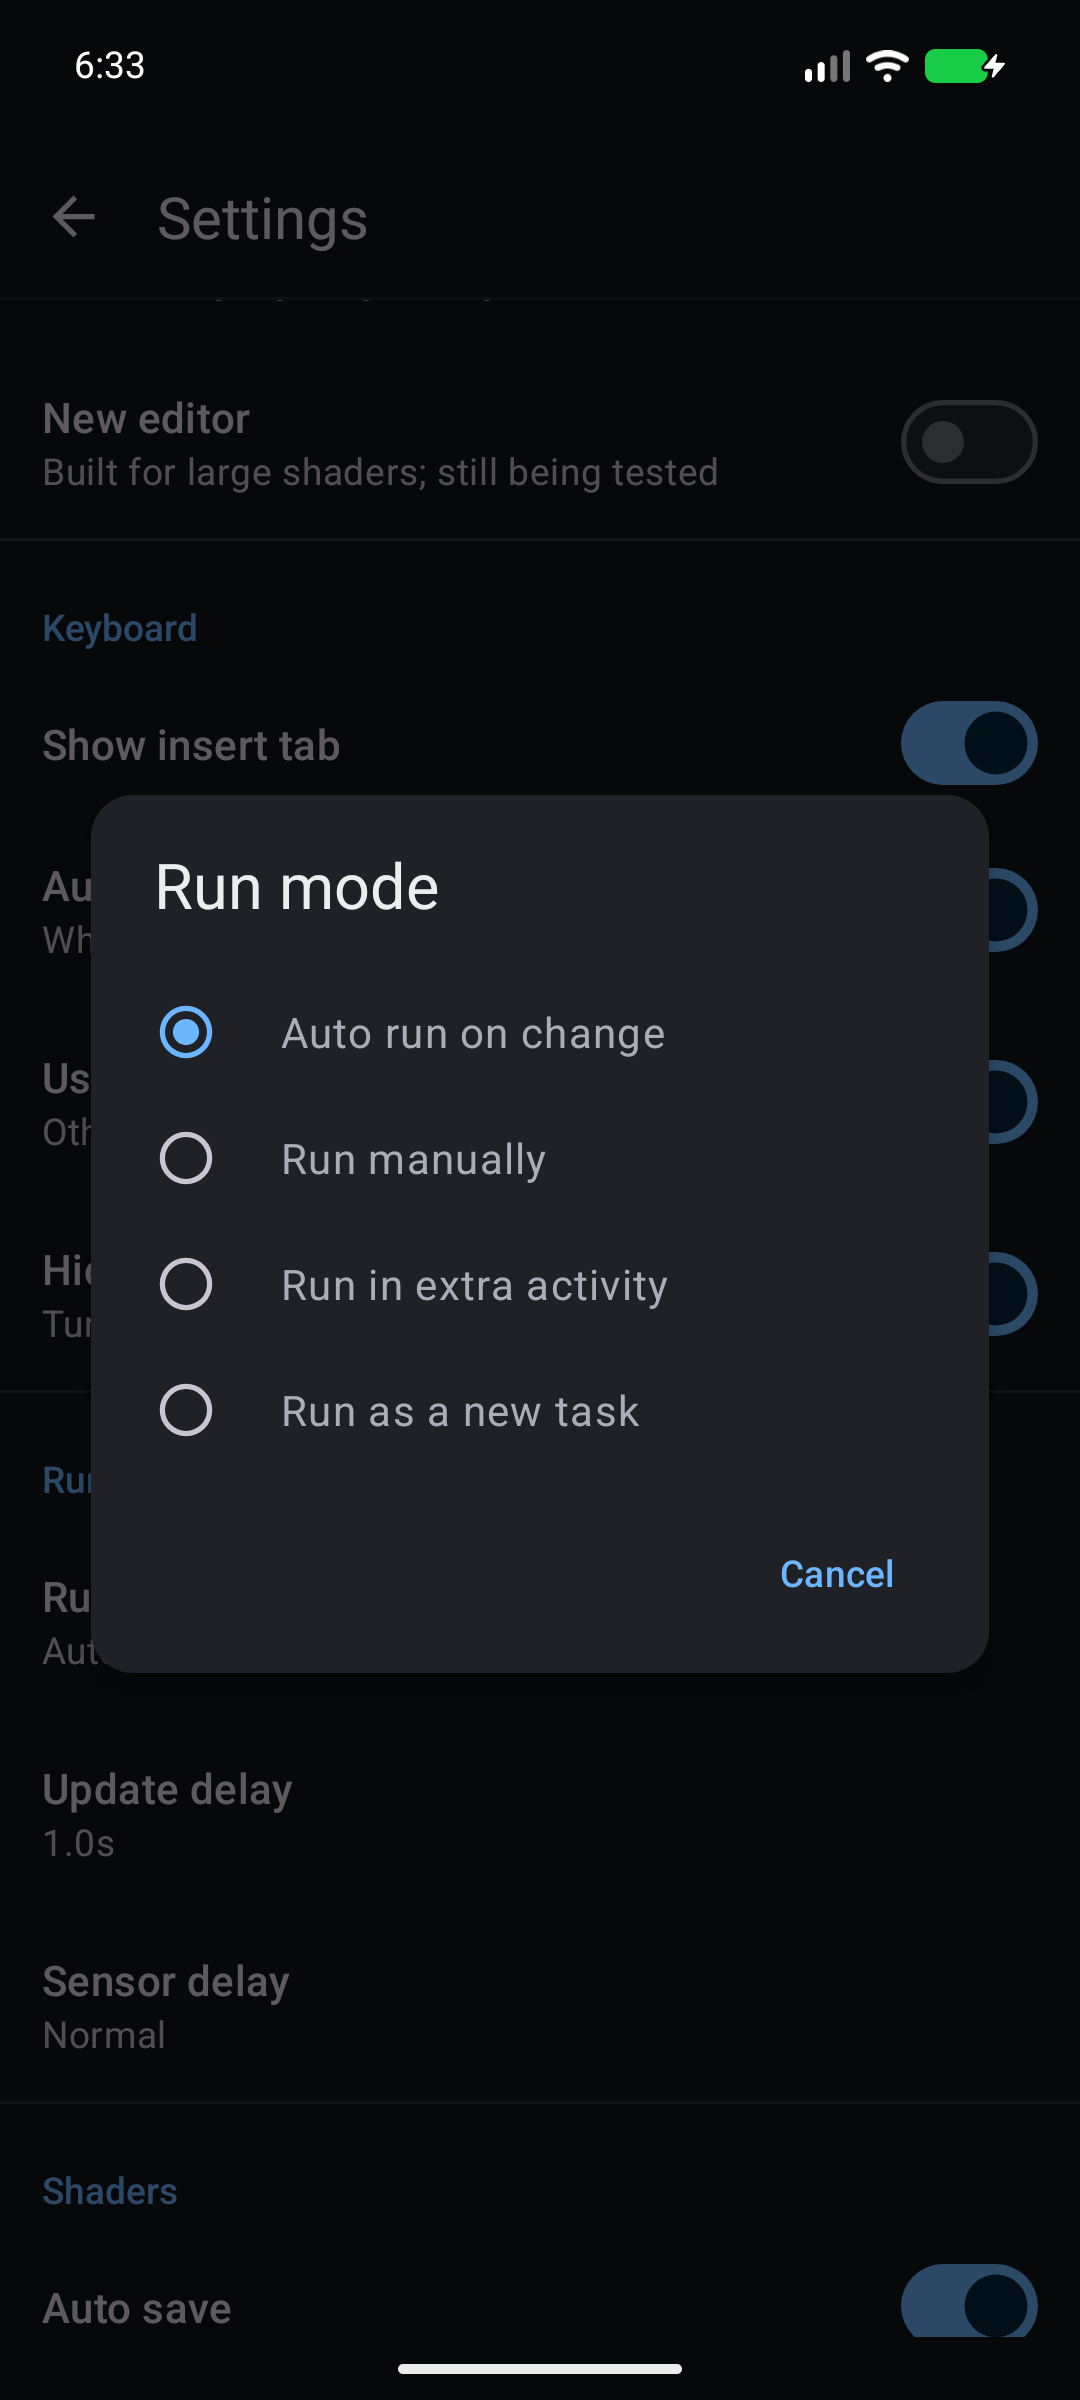 6:33
Settings
New editor
Built for large shaders; still being tested
Keyboard
Show insert tab
Run mode
Auto run on change
Run manually
Run in extra activity
Run as a new task
Cancel
Update delay
1.0s
Sensor delay
Normal
Shaders
Auto save